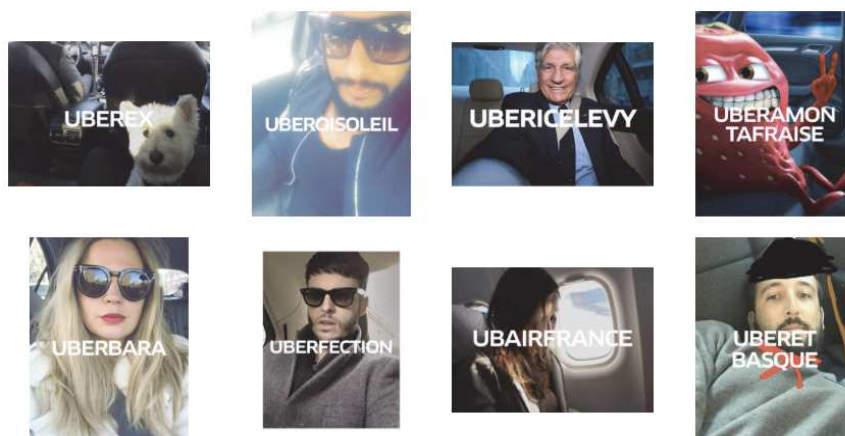 UBEREX
UBEROISOLEIL
UBERICELEVY
UBERAMON
TAFRAISE
UBERBARA
UBERFECTION
UBAIRFRANCE
UBERET
BASQUE